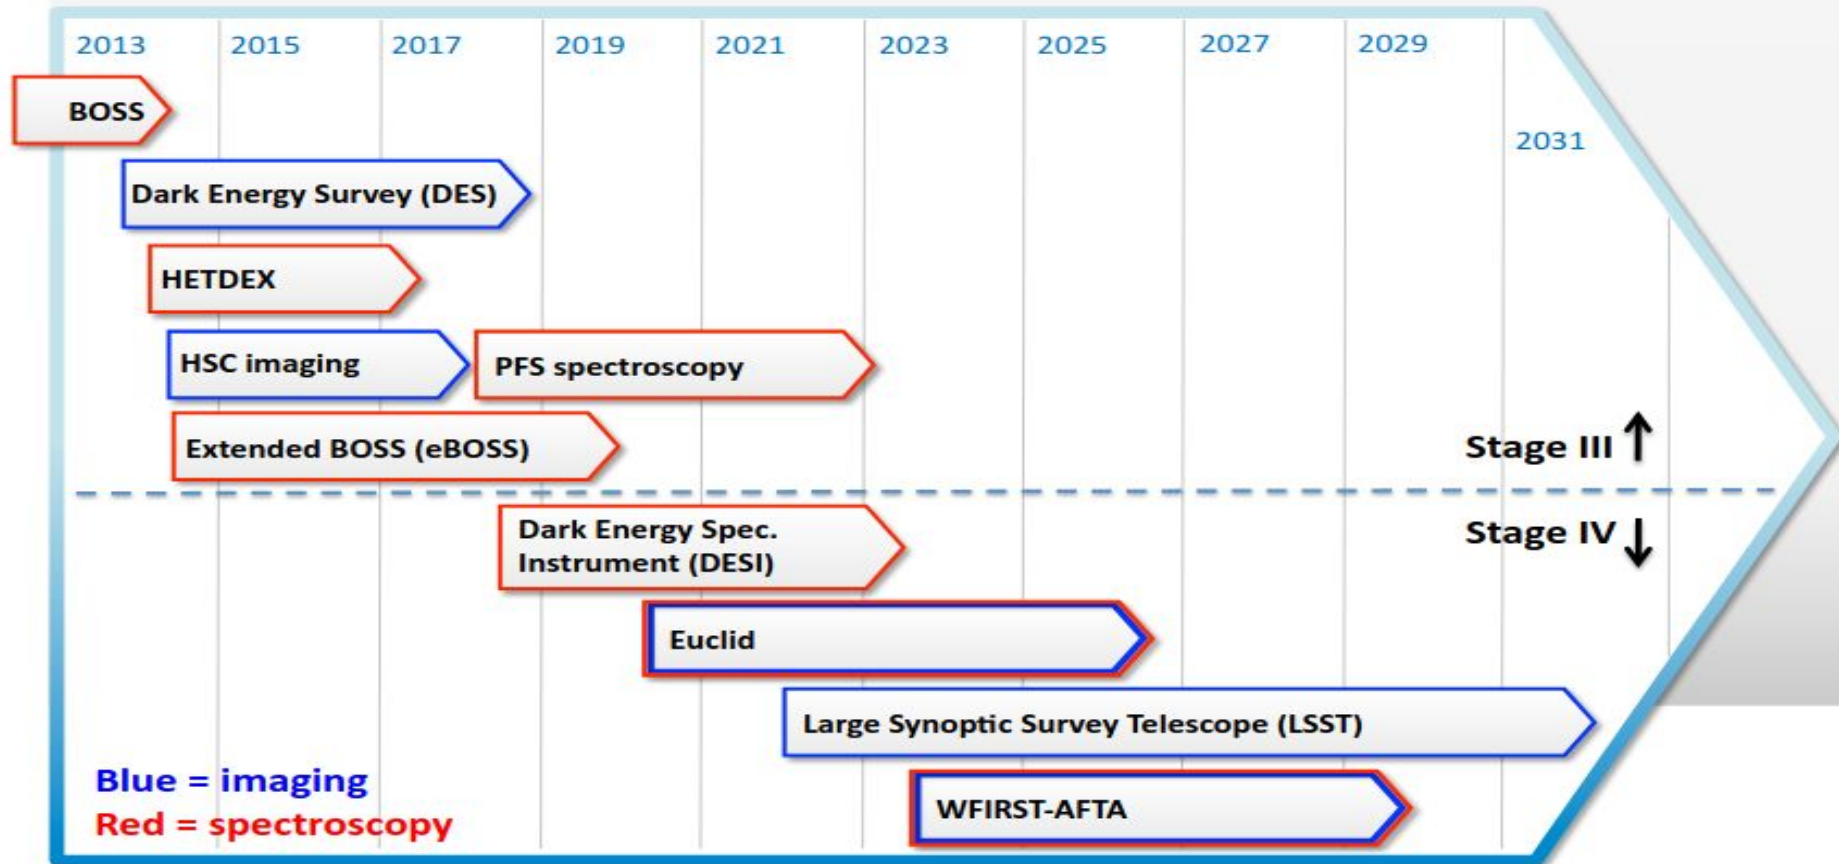 2013 2015 2017 2019 2021 2023 2025 2027 2029
BOSS
2031
Dark Energy Survey (DES)
HETDEX
HSC imaging PFS spectroscopy
Extended BOSS (eBOSS) Stage III
Dark Energy Spec.
Instrument (DESI)
Stage IV
Euclid
Large Synoptic Survey Telescope (LSST)
Blue = imaging
WFIRST-AFTA
Red = spectroscopy